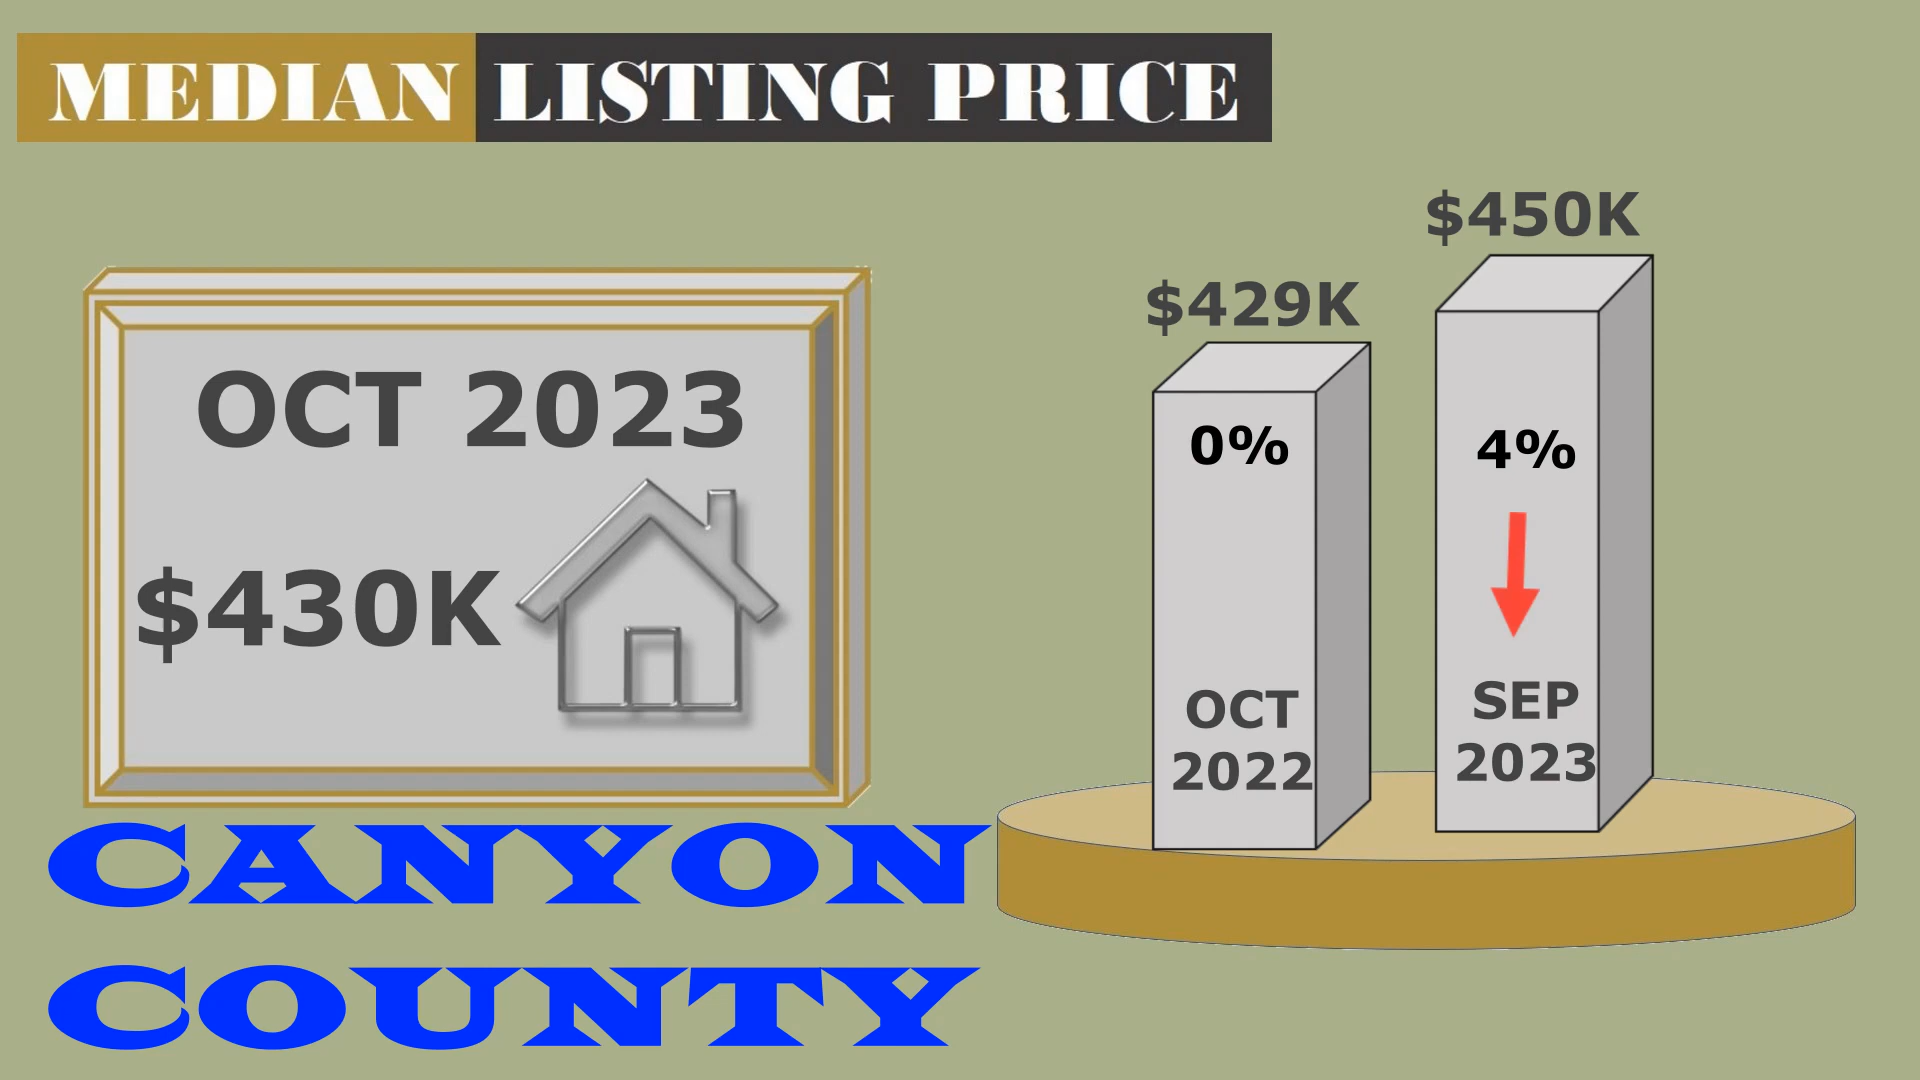 MEDIAN LISTING PRICE
OCT 2023
$430K
CANYON
COUNTY
$429K
0%
OCT
2022
$450K
4%
SEP
2023